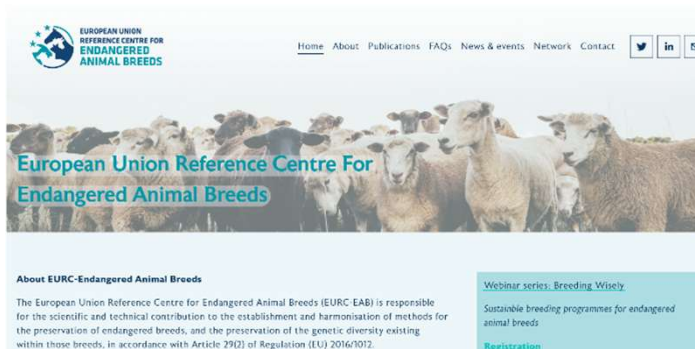 EUROPEAN UNION
REFERENCE CENTRE FOR
ENDANGERED
ANIMAL BREEDS
Home About Publications FAQs News & events Network Contact
in
European Union Reference Centre For
Endangered Animal Breeds
About EURC-Endangered Animal Breeds
The European Union Reference Centre for Endangered Animal Breeds (EURC-EAB) is responsible
for the scientific and technical contribution to the establishment and harmonisation of methods for
the preservation of endangered breeds, and the preservation of the genetic diversity existing
within those breeds, in accordance with Article 29(2) of Regulation (EU) 2016/1012.
Webinar series: Breeding Wisely
Sustainble breeding programmes for endangered
animal breeds
Registration